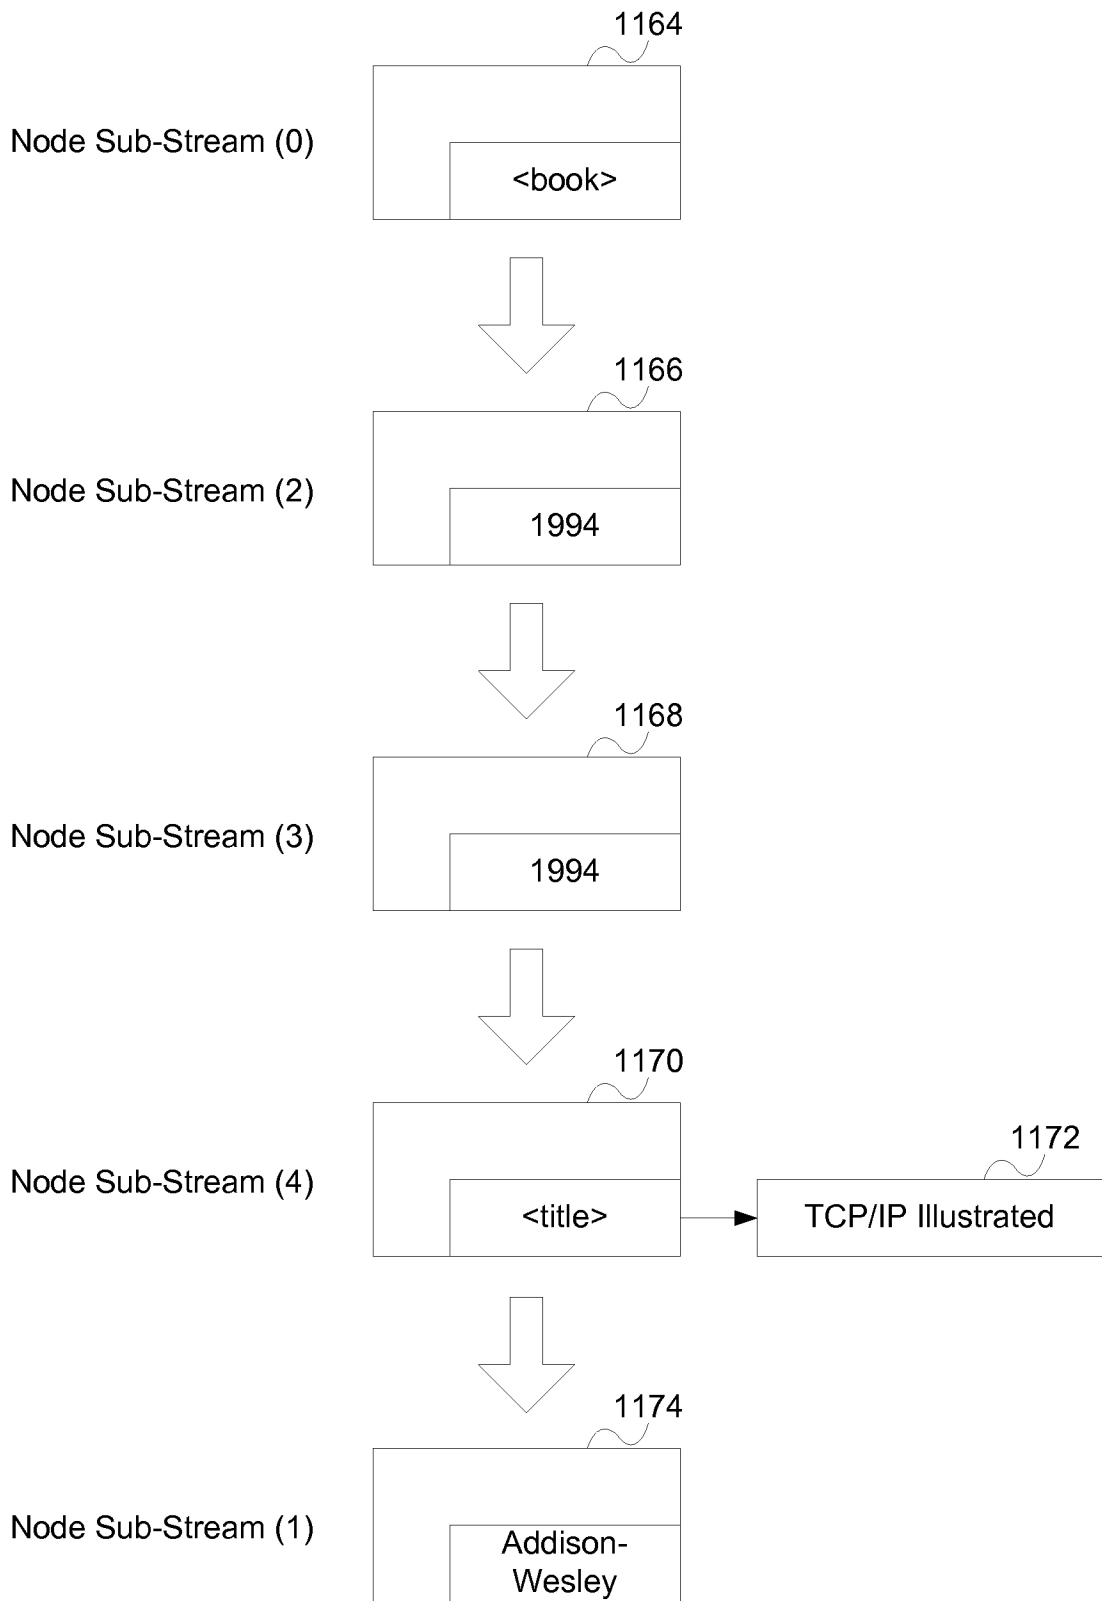 1164
Node Sub-Stream (0)
<book>
1166
Node Sub-Stream (2)
1994
1168
Node Sub-Stream (3)
1994
1170
1172
Node Sub-Stream (4)
<title>
TCP/IP Illustrated
1174
Node Sub-Stream (1)
Addison-
Wesley